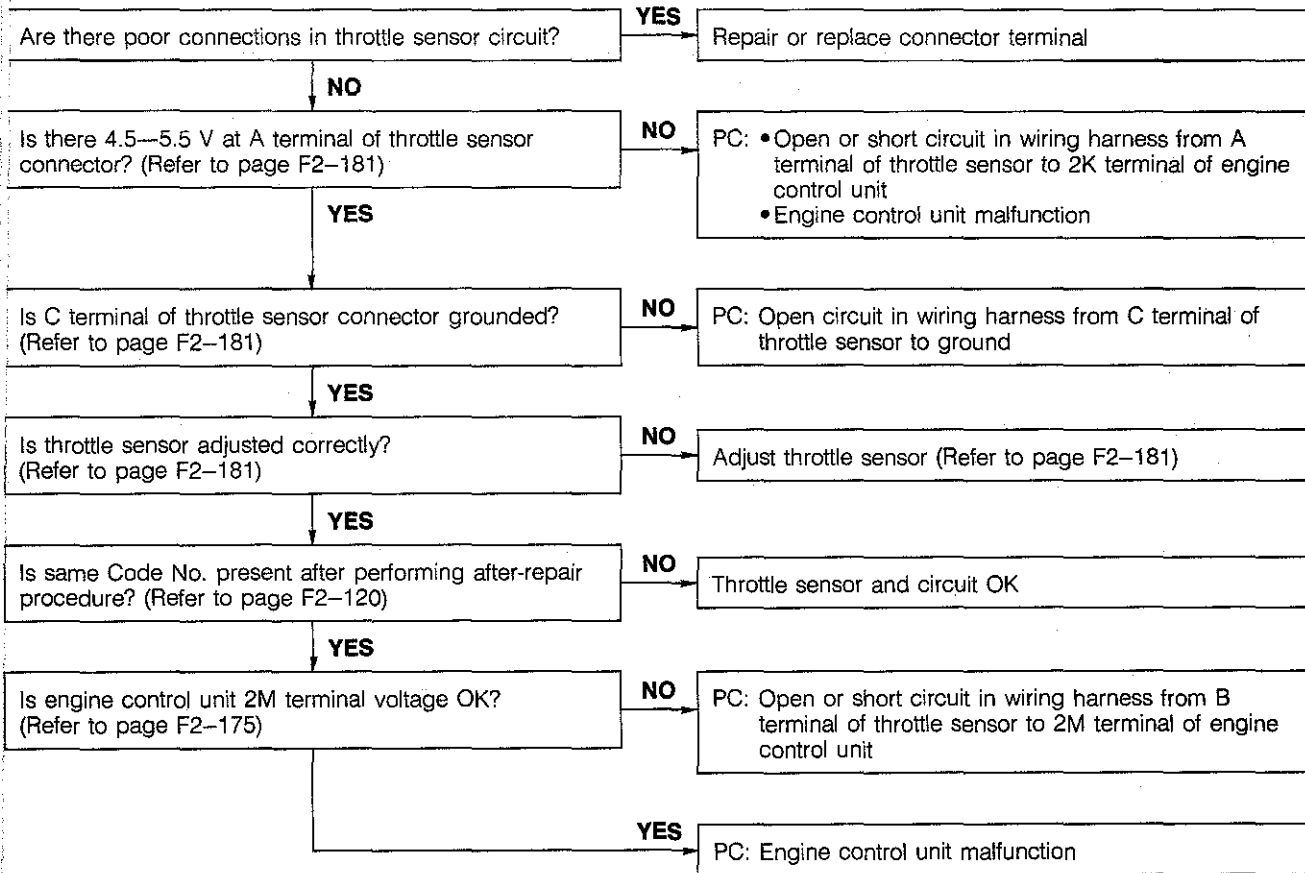 Are there poor connections in throttle sensor circuit?
YES
Repair or replace connector terminal
NO
Is there 4.5—5.5 V at A terminal of throttle sensor
connector? (Refer to page F2–181)
NO
PC: •Open or short circuit in wiring harness from A
terminal of throttle sensor to 2K terminal of engine
control unit
•Engine control unit malfunction
YES
Is C terminal of throttle sensor connector grounded?
(Refer to page F2–181)
NO
PC: Open circuit in wiring harness from C terminal of
throttle sensor to ground
YES
Is throttle sensor adjusted correctly?
(Refer to page F2–181)
NO
Adjust throttle sensor (Refer to page F2–181)
YES
Is same Code No. present after performing after-repair
procedure? (Refer to page F2–120)
NO
Throttle sensor and circuit OK
YES
Is engine control unit 2M terminal voltage OK?
(Refer to page F2–175)
NO
PC: Open or short circuit in wiring harness from B
terminal of throttle sensor to 2M terminal of engine
control unit
YES
PC: Engine control unit malfunction